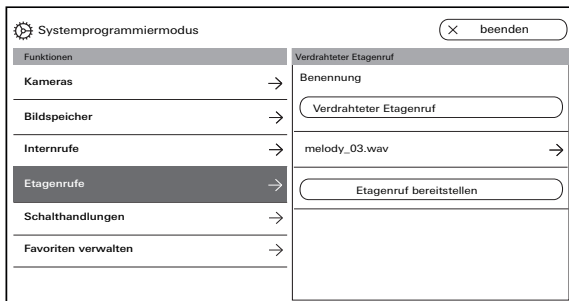 Systemprogrammiermodus
beenden
Funktionen
Kameras
Bildspeicher
Internrufe
Etagenrufe
Schalthandlungen
Favoriten verwalten
Verdrahteter Etagenruf
Benennung
Verdrahteter Etagenruf
melody_03.wav
Etagenruf bereitstellen